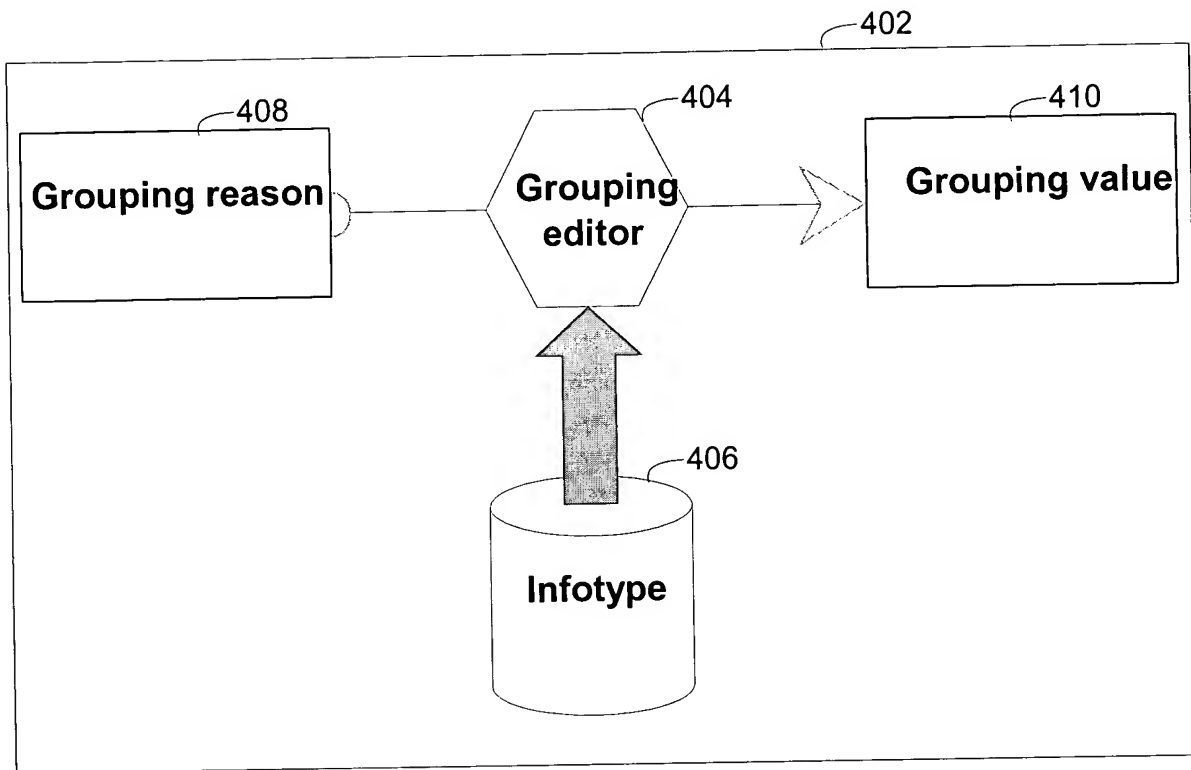 402
408
404
410
Grouping reason
Grouping
editor
Grouping value
406
Infotype